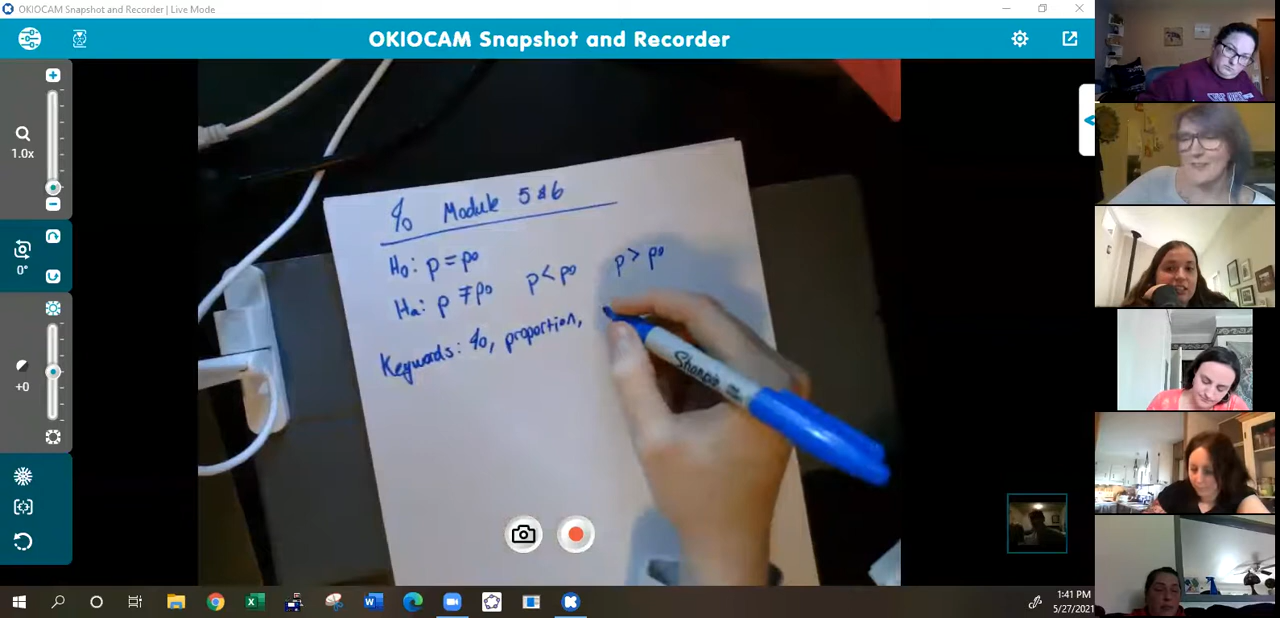 OKIOCAM Snapshot and Recorder | Live Mode
OKIOCAM Snapshot and Recorder
1.0x
0°
+0
% Module 5 & 6
H₀: p = p₀
Hₐ: p ≠ p₀ p < p₀ p > p₀
Keywords: %, proportion,
Sharpie
1:41 PM
5/27/2021